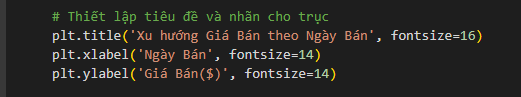 # Thiết lập tiêu đề và nhãn cho trục
plt.title('Xu hướng Giá Bán theo Ngày Bán', fontsize=16)
plt.xlabel('Ngày Bán', fontsize=14)
plt.ylabel('Giá Bán($)', fontsize=14)